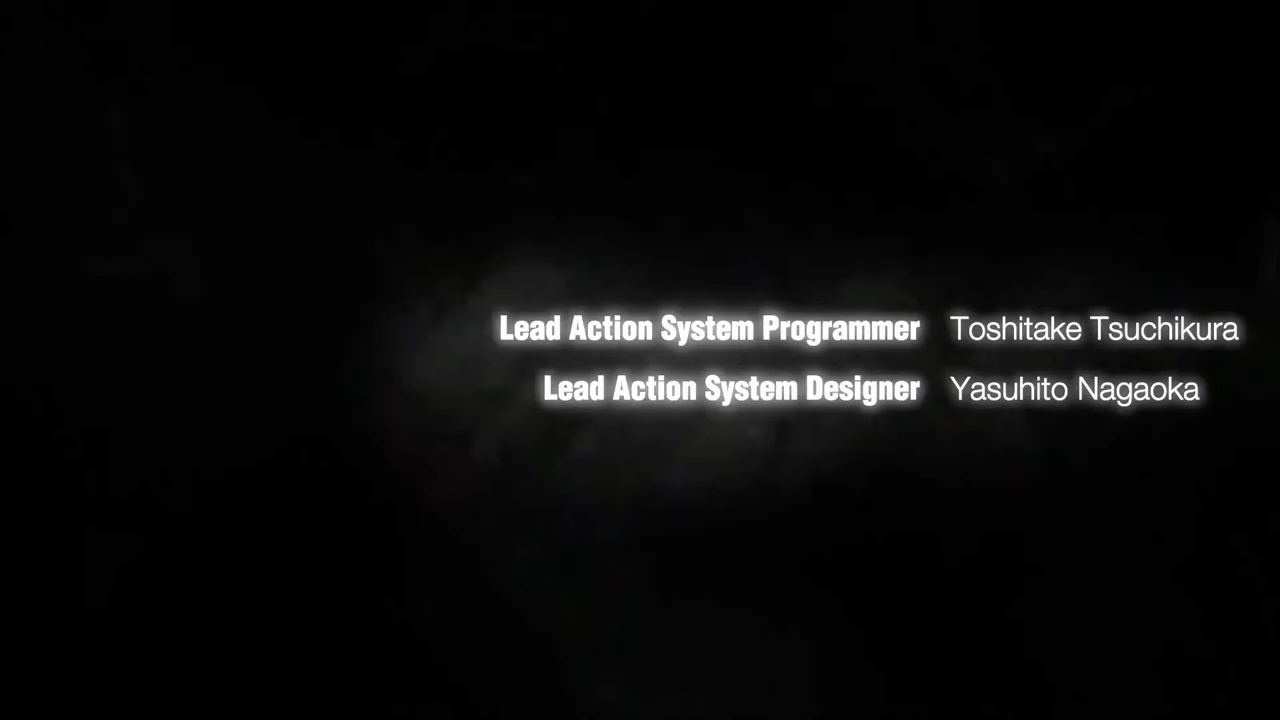 Lead Action System Programmer Toshitake Tsuchikura
Lead Action System Designer Yasuhito Nagaoka